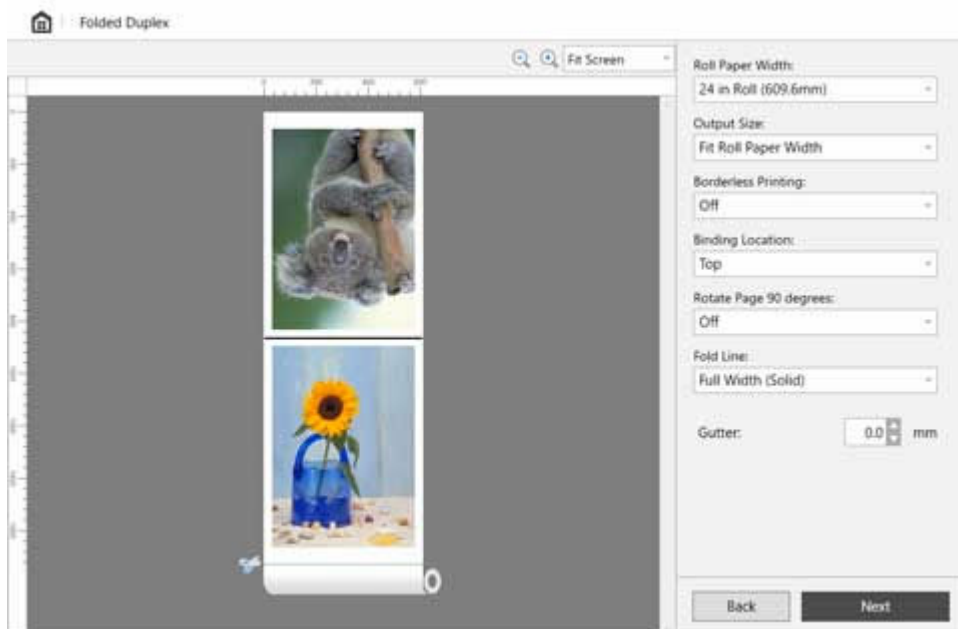 Folded Duplex
Fit Screen
Roll Paper Width:
24 in Roll (609.6mm)
Output Size:
Fit Roll Paper Width
Borderless Printing:
Off
Binding Location:
Top
Rotate Page 90 degrees:
Off
Fold Line:
Full Width (Solid)
Gutter: 0.0 mm
Back Next